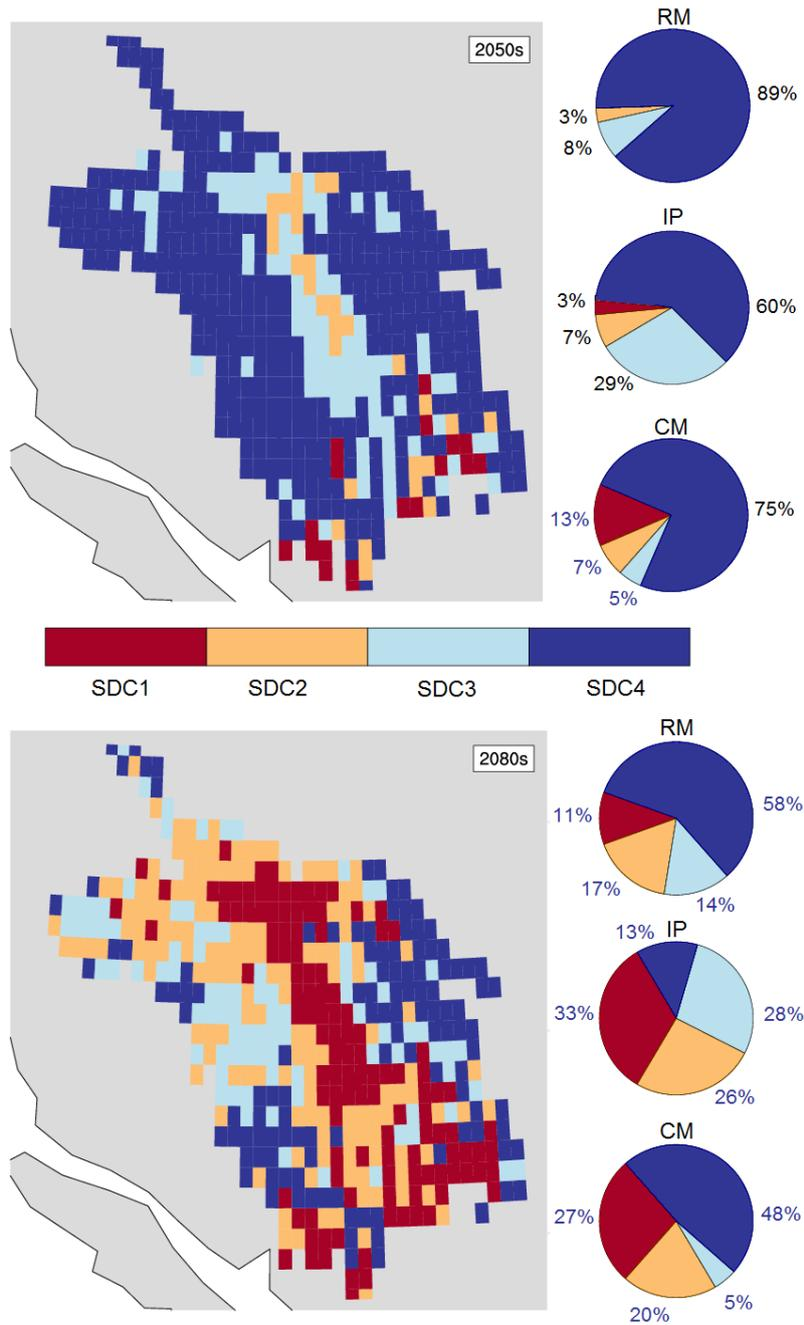 2050s
RM
89%
3%
8%
IP
3%
60%
7%
29%
CM
13%
75%
7%
5%
SDC1 SDC2 SDC3 SDC4
2080s
RM
11%
58%
17%
14%
IP
13%
33%
28%
26%
CM
27%
48%
5%
20%